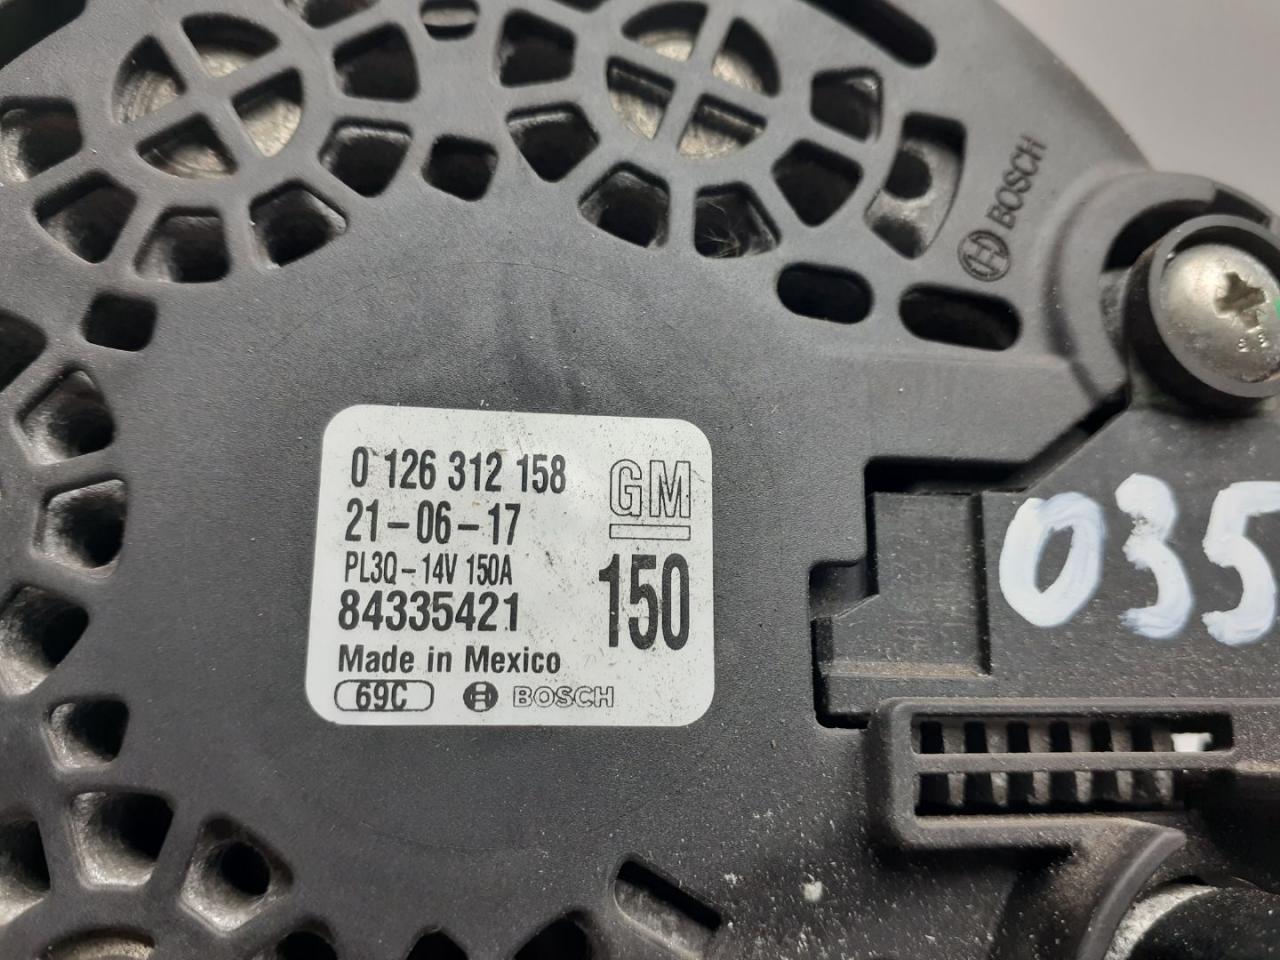 BOSCH
0 126 312 158
GM
21-06-17
PL3Q-14V 150A
150
84335421
Made in Mexico
69C
BOSCH
035